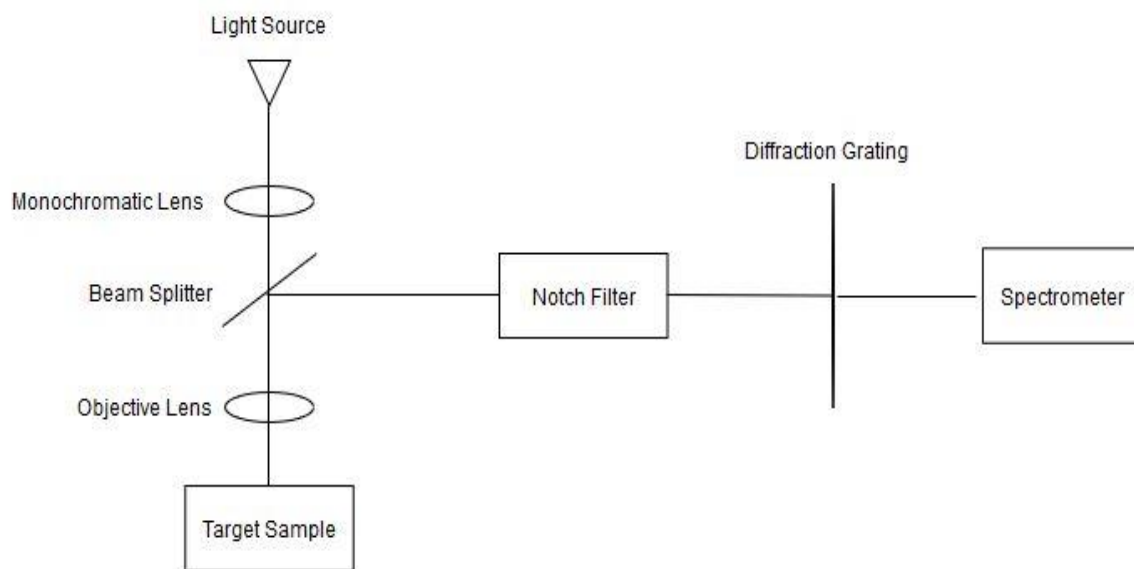 Light Source
Diffraction Grating
Monochromatic Lens
Beam Splitter
Notch Filter
Spectrometer
Objective Lens
Target Sample